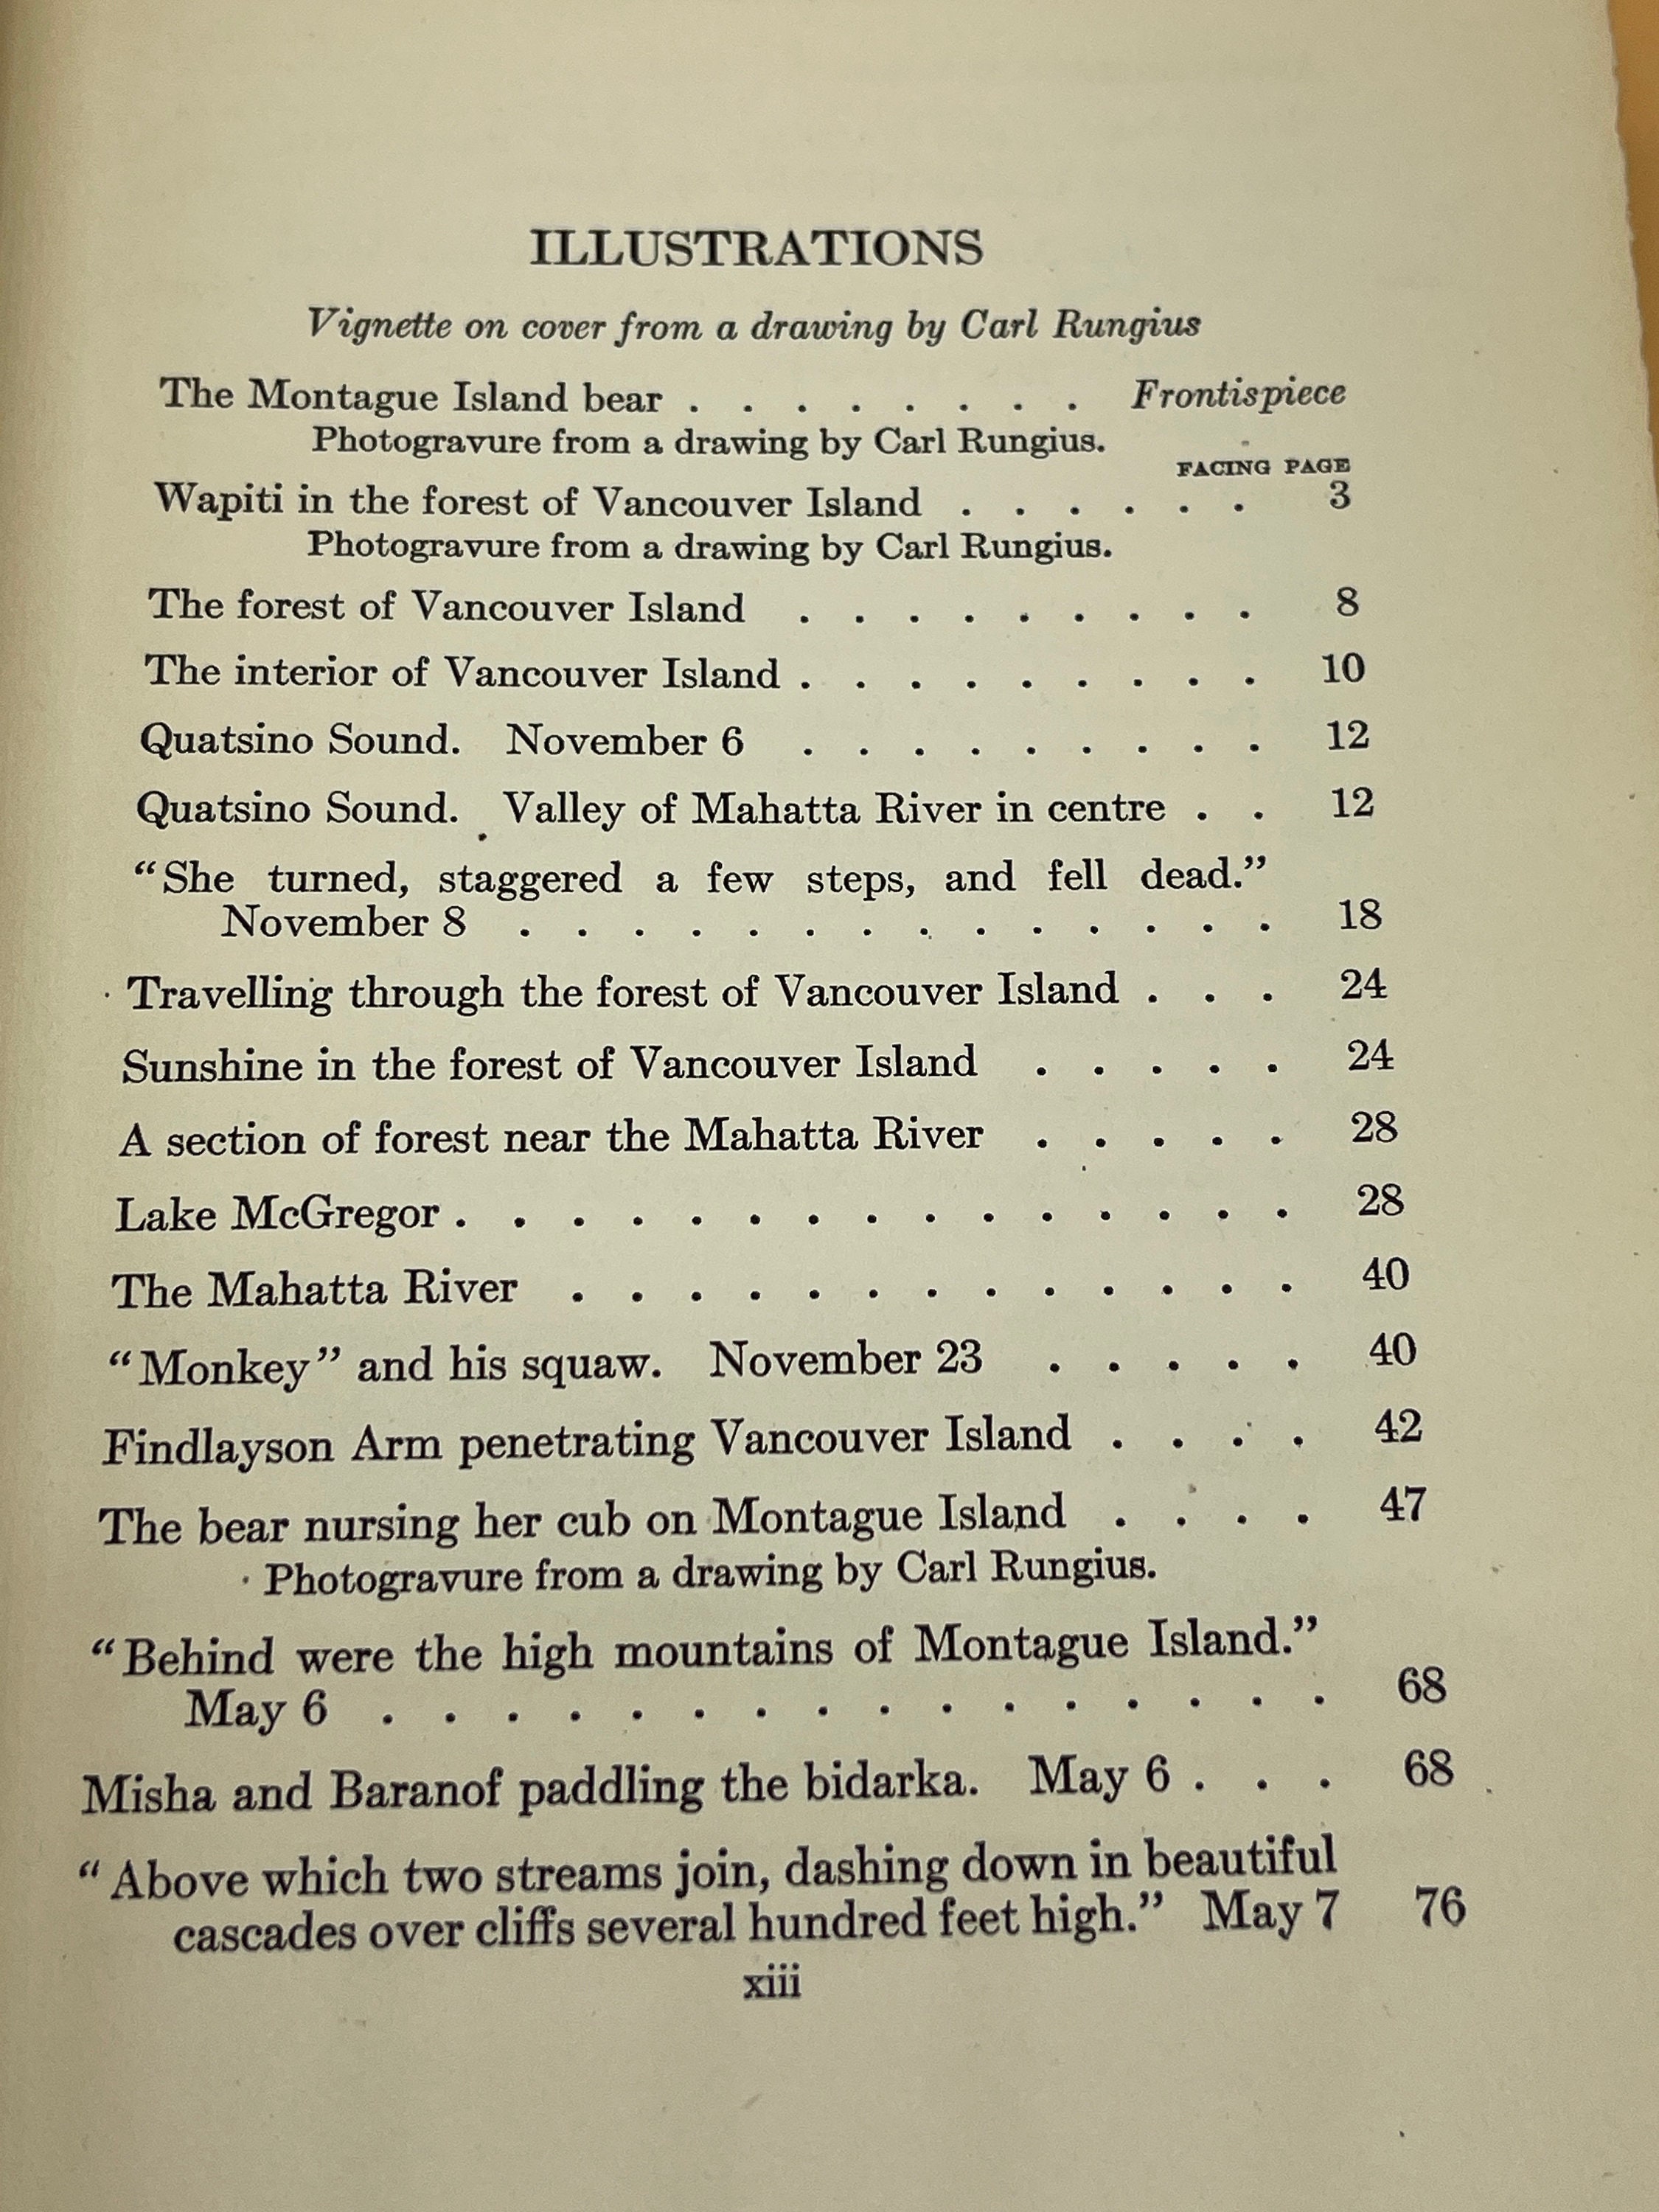 ILLUSTRATIONS
Vignette on cover from a drawing by Carl Rungius
The Montague Island bear . . . . . . . . Frontispiece
Photogravure from a drawing by Carl Rungius.
FACING PAGE
Wapiti in the forest of Vancouver Island . . . . . . 3
Photogravure from a drawing by Carl Rungius.
The forest of Vancouver Island . . . . . . . . . 8
The interior of Vancouver Island . . . . . . . . . 10
Quatsino Sound. November 6 . . . . . . . . . 12
Quatsino Sound. Valley of Mahatta River in centre . . 12
“She turned, staggered a few steps, and fell dead.”
November 8 . . . . . . . . . . . . . . 18
Travelling through the forest of Vancouver Island . . . 24
Sunshine in the forest of Vancouver Island . . . . . 24
A section of forest near the Mahatta River . . . . . 28
Lake McGregor . . . . . . . . . . . . . . . 28
The Mahatta River . . . . . . . . . . . . . 40
“Monkey” and his squaw. November 23 . . . . . 40
Findlayson Arm penetrating Vancouver Island . . . . 42
The bear nursing her cub on Montague Island . . . . 47
Photogravure from a drawing by Carl Rungius.
“Behind were the high mountains of Montague Island.”
May 6 . . . . . . . . . . . . . . . . 68
Misha and Baranof paddling the bidarka. May 6 . . . 68
“Above which two streams join, dashing down in beautiful
cascades over cliffs several hundred feet high.” May 7 76
xiii